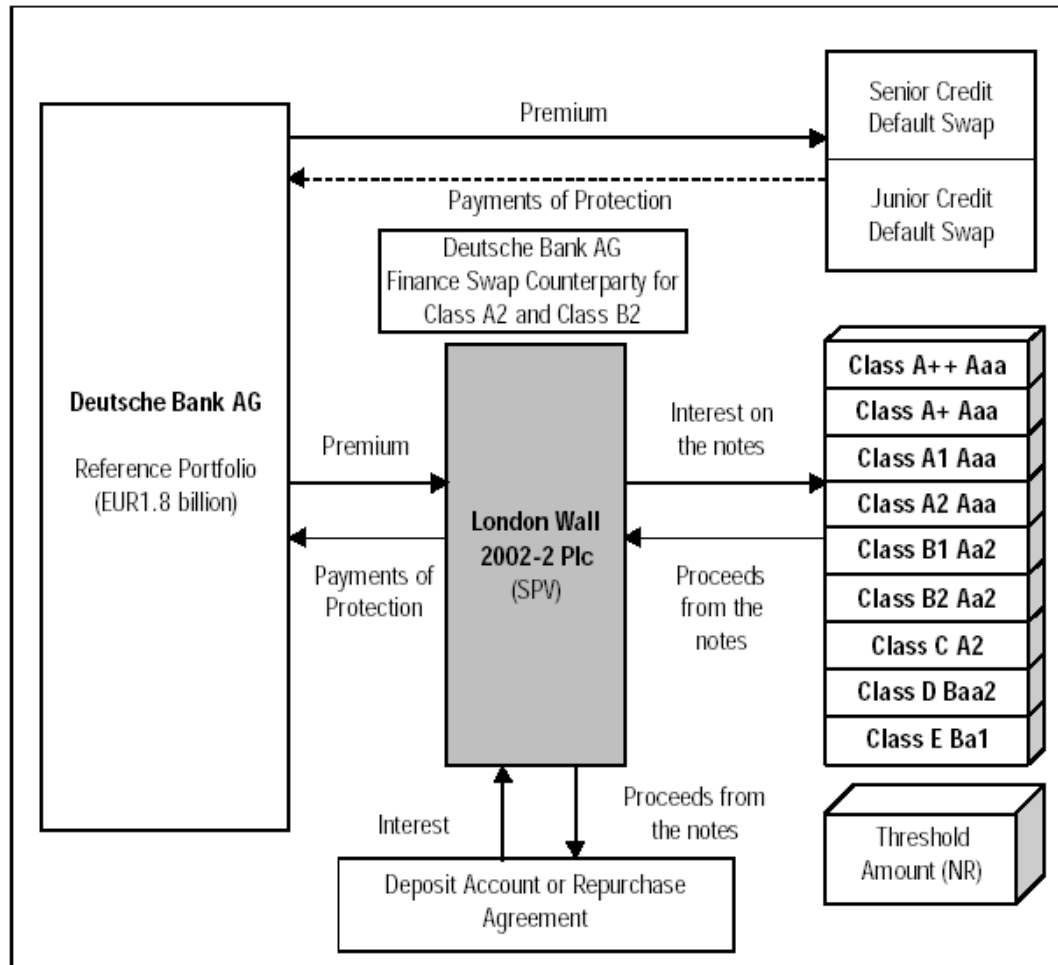 Senior Credit
Default Swap
Premium
Payments of Protection
Junior Credit
Default Swap
Deutsche Bank AG
Finance Swap Counterparty for
Class A2 and Class B2
Deutsche Bank AG
Reference Portfolio
(EUR1.8 billion)
Premium
Payments of
Protection
London Wall
2002-2 Plc
(SPV)
Interest on
the notes
Proceeds
from the
notes
Class A++ Aaa
Class A+ Aaa
Class A1 Aaa
Class A2 Aaa
Class B1 Aa2
Class B2 Aa2
Class C A2
Class D Baa2
Class E Ba1
Interest
Proceeds from
the notes
Threshold
Amount (NR)
Deposit Account or Repurchase
Agreement